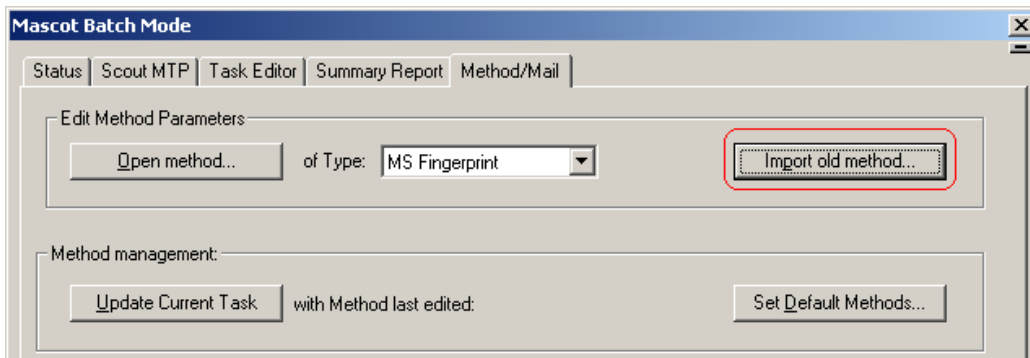 Mascot Batch Mode
Status Scout MTP Task Editor Summary Report Method/Mail
Edit Method Parameters
Open method... of Type: MS Fingerprint Import old method...
Method management:
Update Current Task with Method last edited: Set Default Methods...